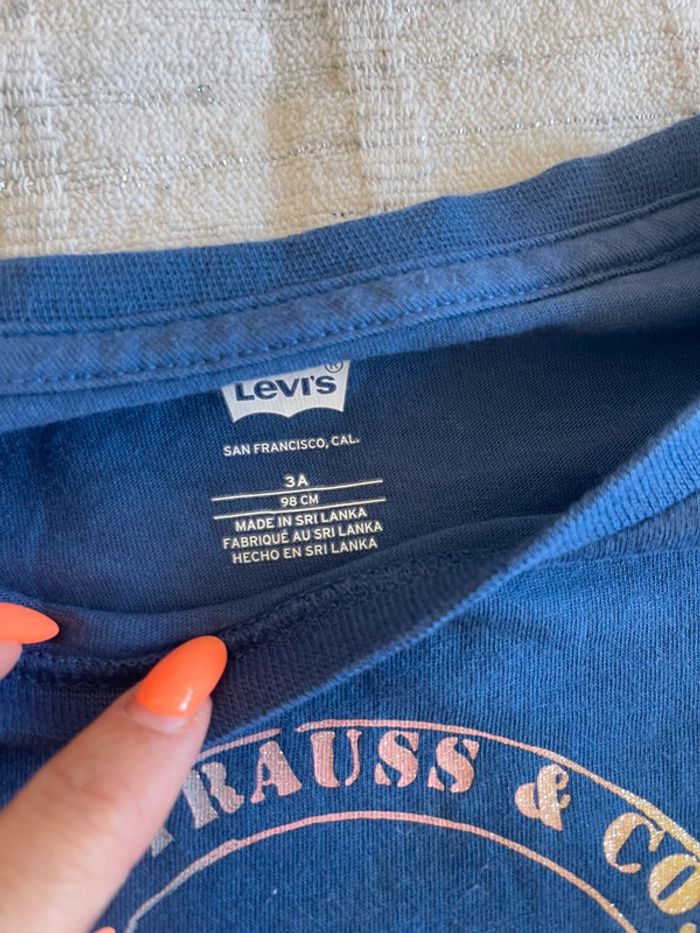 Levi's®
SAN FRANCISCO, CAL.
3A
98 CM
MADE IN SRI LANKA
FABRIQUÉ AU SRI LANKA
HECHO EN SRI LANKA
TRAUSS & CO